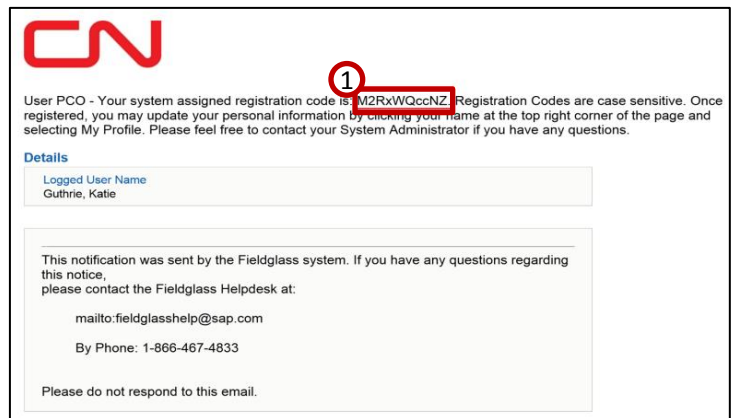 CN
1
User PCO - Your system assigned registration code is: M2RxWQccNZ. Registration Codes are case sensitive. Once
registered, you may update your personal information by clicking your name at the top right corner of the page and
selecting My Profile. Please feel free to contact your System Administrator if you have any questions.
Details
Logged User Name
Guthrie, Katie
This notification was sent by the Fieldglass system. If you have any questions regarding
this notice,
please contact the Fieldglass Helpdesk at:
mailto:fieldglasshelp@sap.com
By Phone: 1-866-467-4833
Please do not respond to this email.